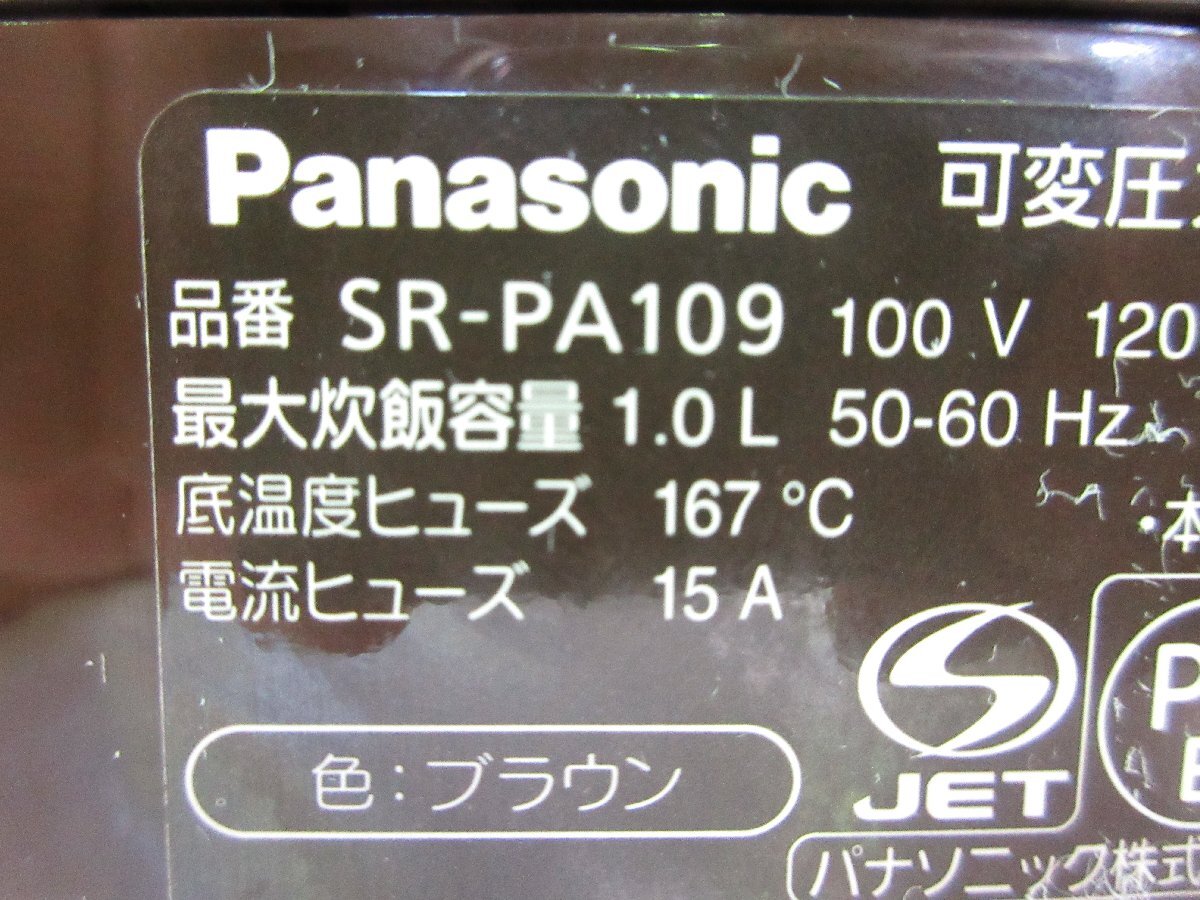 Panasonic 可変圧
品番 SR-PA109 100 V 120
最大炊飯容量 1.0 L 50-60 Hz
底温度ヒューズ 167 ℃
・本
電流ヒューズ 15 A
JET
P
E
色：ブラウン
パナソニック株式